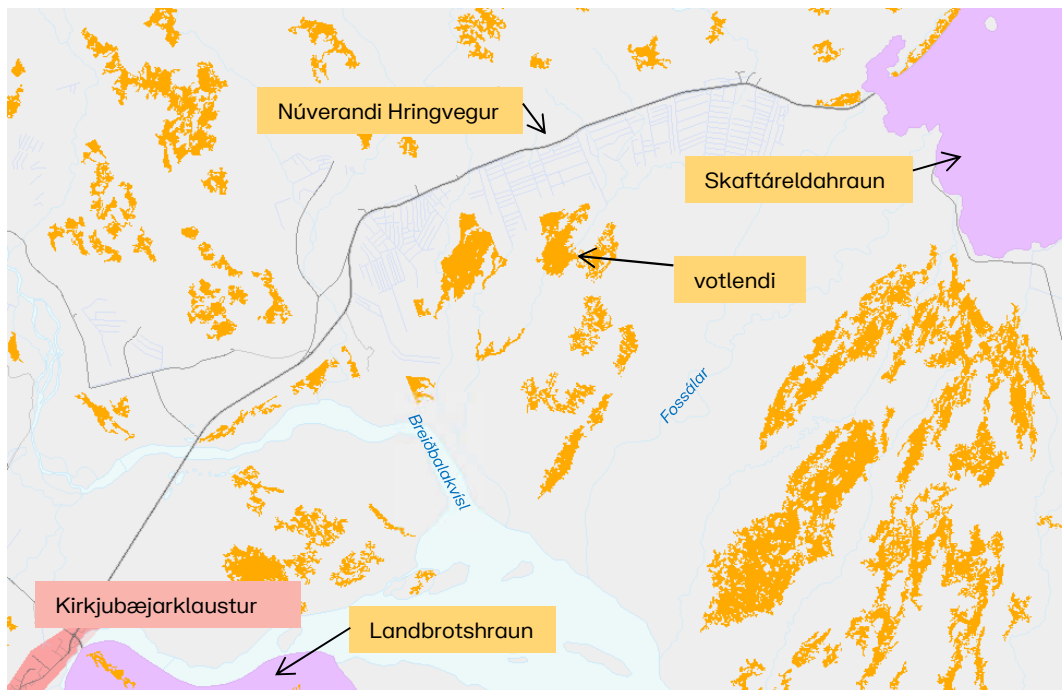 Núverandi Hringvegur
Skaftáreldahraun
votlendi
Fossálar
Breiðbalakvísl
Kirkjubæjarklaustur
Landbrotshraun